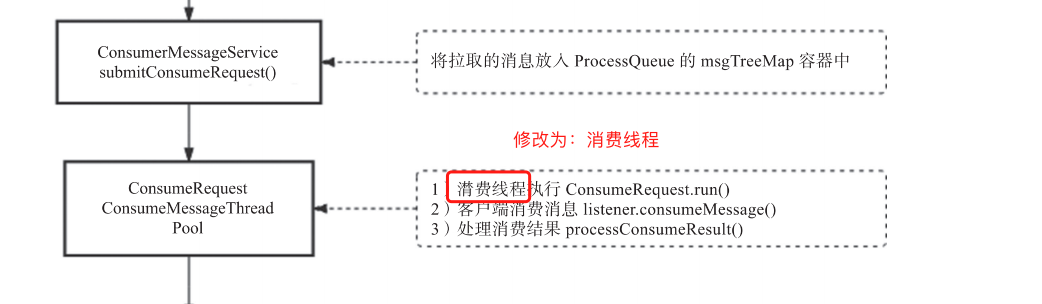 ConsumerMessageService
submitConsumeRequest()
将拉取的消息放入 ProcessQueue 的 msgTreeMap 容器中
修改为：消费线程
ConsumeRequest
ConsumeMessageThread
Pool
1）潸费线程执行 ConsumeRequest.run()
2）客户端消费消息 listener.consumeMessage()
3）处理消费结果 processConsumeResult()